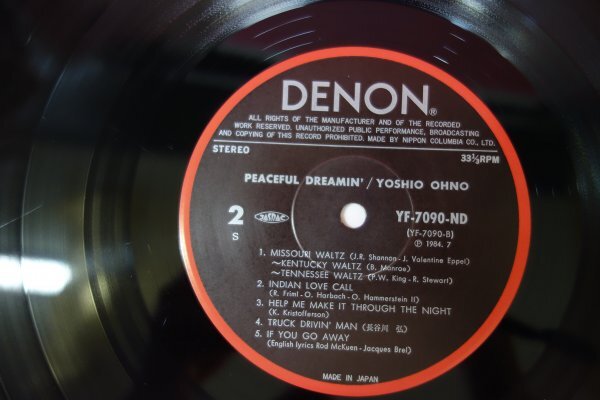 DENON®
ALL RIGHTS OF THE MANUFACTURER AND OF THE RECORDED
WORK RESERVED. UNAUTHORIZED PUBLIC PERFORMANCE, BROADCASTING
AND COPYING OF THIS RECORD PROHIBITED. MADE BY NIPPON COLUMBIA CO., LTD.
STEREO 33⅓RPM
PEACEFUL DREAMIN' / YOSHIO OHNO
2 JASRAC YF-7090-ND
S (YF-7090-B)
Ⓟ 1984. 7
1. MISSOURI WALTZ (J.R. Shannon - J. Valentine Eppel)
~KENTUCKY WALTZ (B. Monroe)
~TENNESSEE WALTZ (P.W. King - R. Stewart)
2. INDIAN LOVE CALL
(R. Friml - O. Harbach - O. Hammerstein II)
3. HELP ME MAKE IT THROUGH THE NIGHT
(K. Kristofferson)
4. TRUCK DRIVIN' MAN (長谷川 弘)
5. IF YOU GO AWAY
(English lyrics Rod McKuen - Jacques Brel)
MADE IN JAPAN